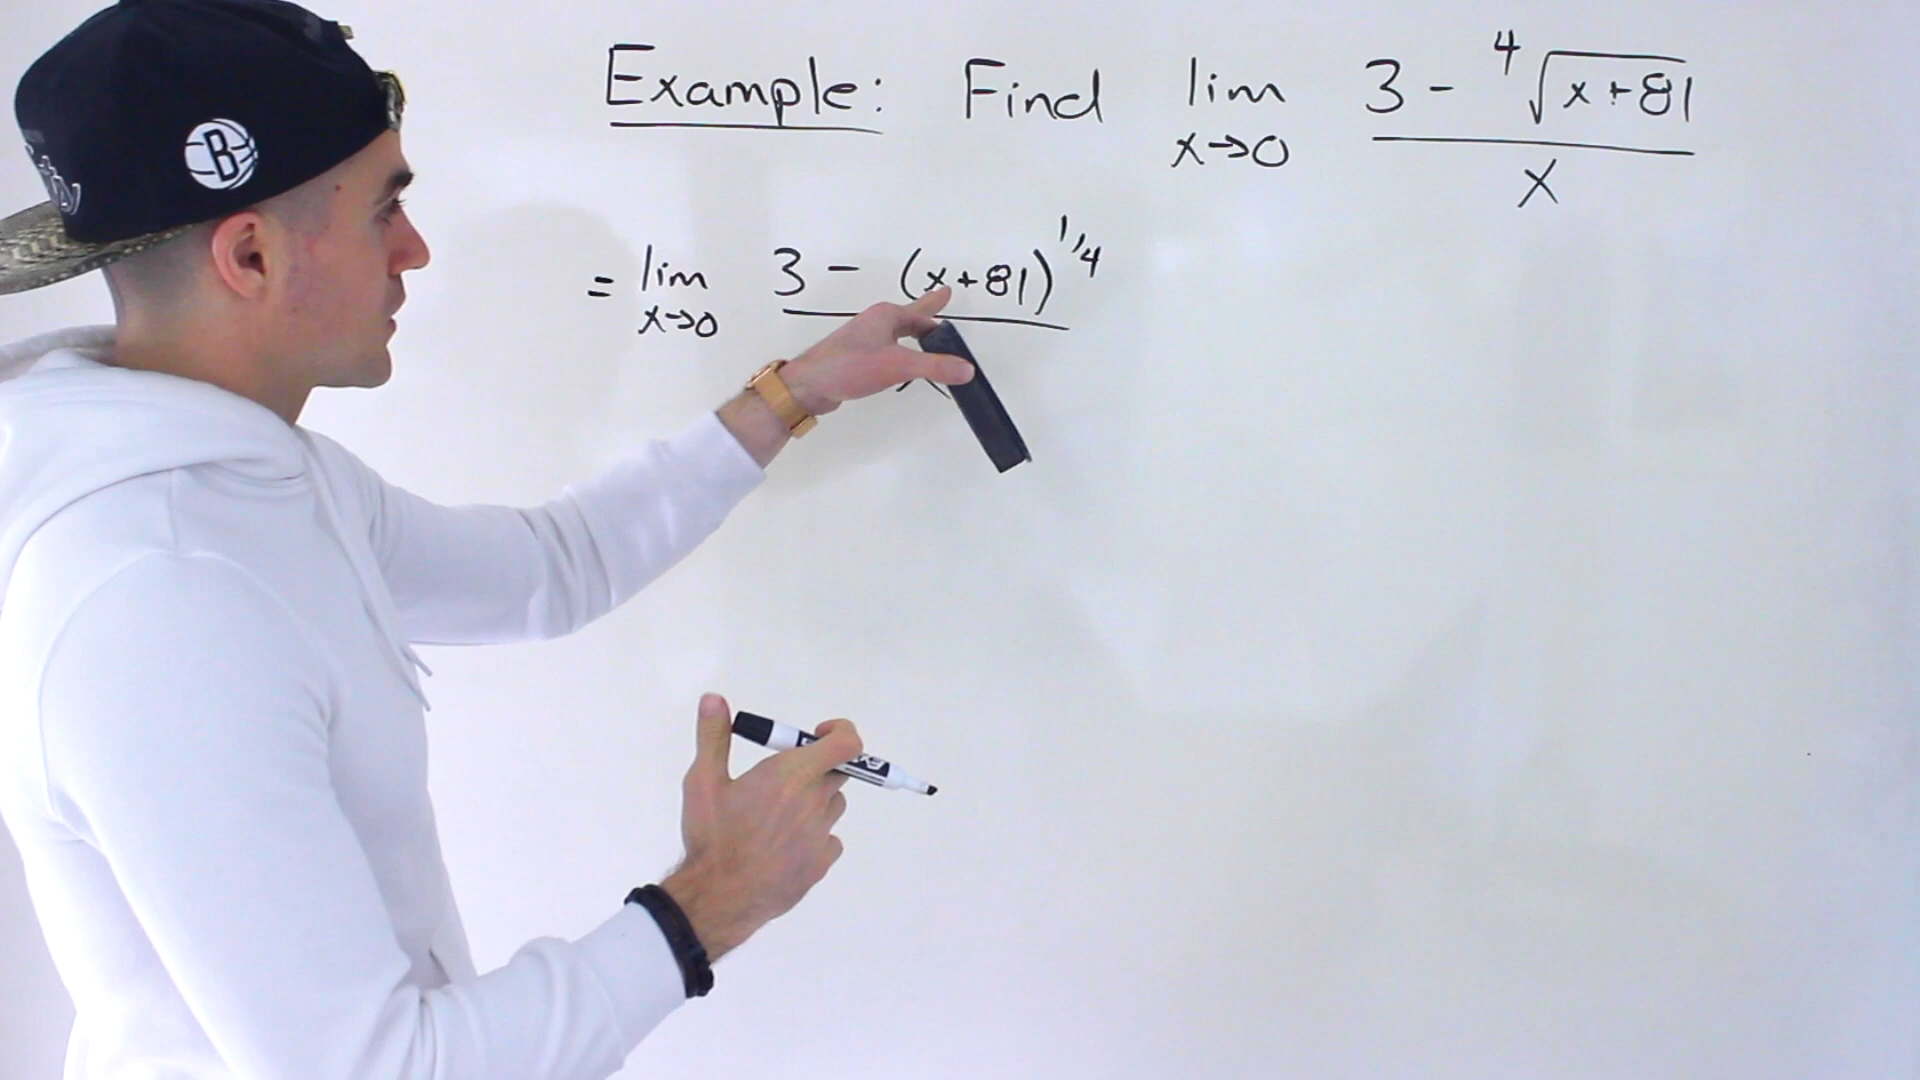 Example: Find lim 3 - ⁴√x+81
x→0 x
= lim 3 - (x+81)^1/4
x→0 x
B